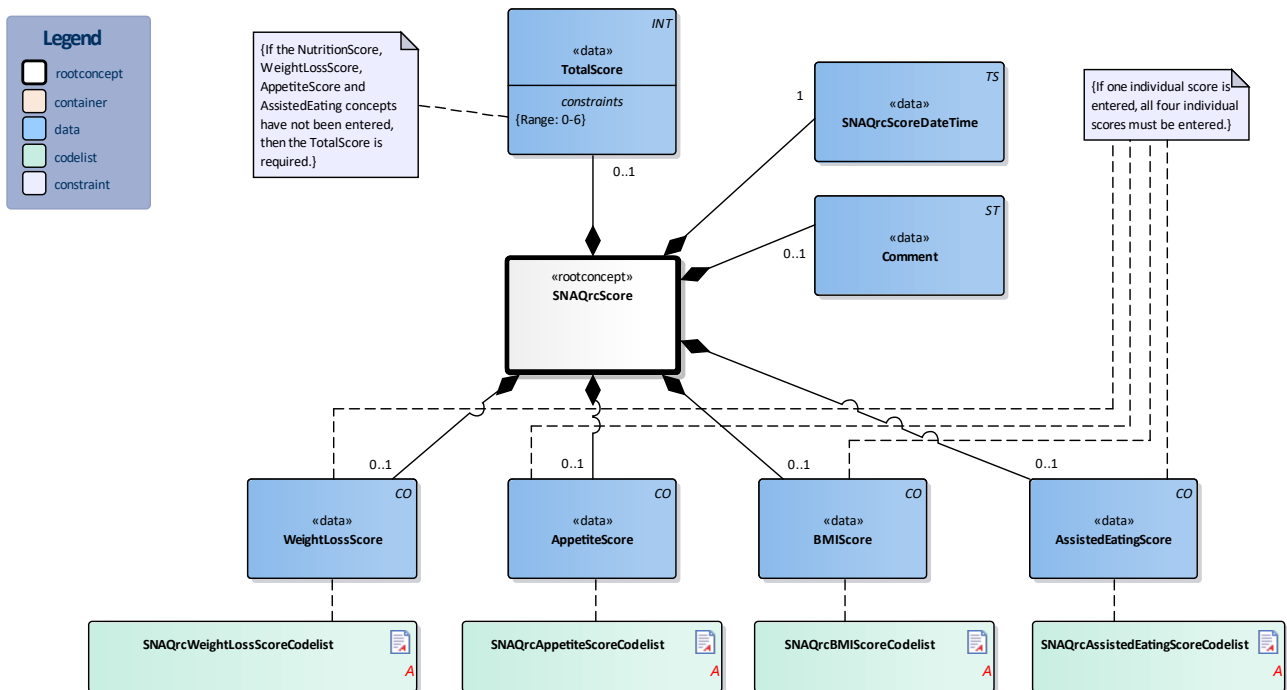 Legend
rootconcept
container
data
codelist
constraint
{If the NutritionScore,
WeightLossScore,
AppetiteScore and
AssistedEating concepts
have not been entered,
then the TotalScore is
required.}
INT
«data»
TotalScore
constraints
{Range: 0-6}
0..1
TS
«data»
SNAQrcScoreDateTime
1
{If one individual score is
entered, all four individual
scores must be entered.}
ST
«data»
Comment
0..1
«rootconcept»
SNAQrcScore
0..1
0..1
0..1
0..1
CO
«data»
WeightLossScore
CO
«data»
AppetiteScore
CO
«data»
BMIScore
CO
«data»
AssistedEatingScore
SNAQrcWeightLossScoreCodelist
A
SNAQrcAppetiteScoreCodelist
A
SNAQrcBMIScoreCodelist
A
SNAQrcAssistedEatingScoreCodelist
A